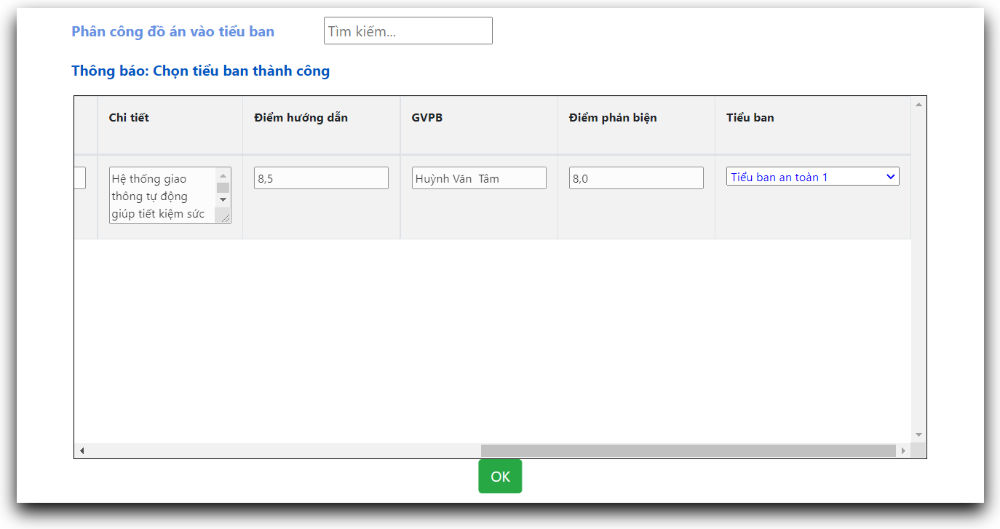 Phân công đồ án vào tiểu ban
Tìm kiếm...
Thông báo: Chọn tiểu ban thành công
Chi tiết
Điểm hướng dẫn
GVPB
Điểm phản biện
Tiểu ban
Hệ thống giao
thông tự động
giúp tiết kiệm sức
8,5
Huỳnh Văn  Tâm
8,0
Tiểu ban an toàn 1
OK